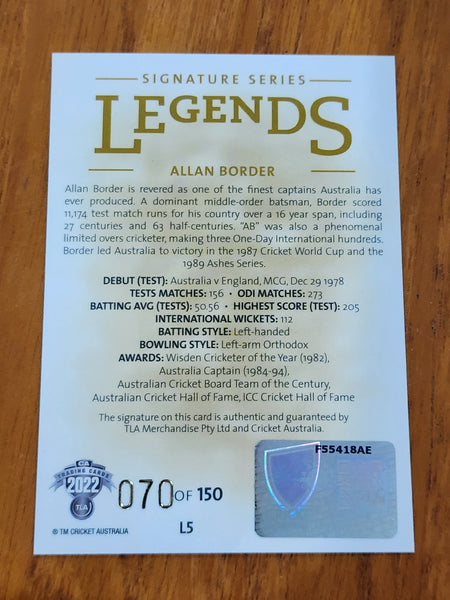 SIGNATURE SERIES
LEGENDS
ALLAN BORDER
Allan Border is revered as one of the finest captains Australia has
ever produced. A dominant middle-order batsman, Border scored
11,174 test match runs for his country over a 16 year span, including
27 centuries and 63 half-centuries. “AB” was also a phenomenal
limited overs cricketer, making three One-Day International hundreds.
Border led Australia to victory in the 1987 Cricket World Cup and the
1989 Ashes Series.
DEBUT (TEST): Australia v England, MCG, Dec 29 1978
TESTS MATCHES: 156 • ODI MATCHES: 273
BATTING AVG (TESTS): 50.56 • HIGHEST SCORE (TEST): 205
INTERNATIONAL WICKETS: 112
BATTING STYLE: Left-handed
BOWLING STYLE: Left-arm Orthodox
AWARDS: Wisden Cricketer of the Year (1982),
Australia Captain (1984-94),
Australian Cricket Board Team of the Century,
Australian Cricket Hall of Fame, ICC Cricket Hall of Fame
The signature on this card is authentic and guaranteed by
TLA Merchandise Pty Ltd and Cricket Australia.
F55418AE
CA
TRADING CARDS
2022
TLA
070 OF 150
® TM CRICKET AUSTRALIA
L5